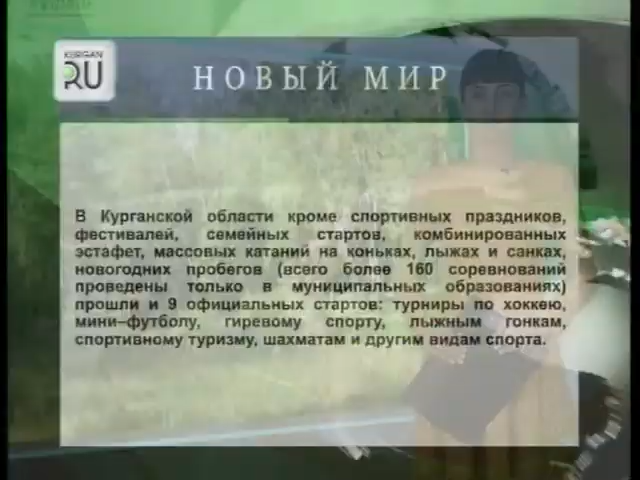 KURGAN
RU
НОВЫЙ МИР
В Курганской области кроме спортивных праздников,
фестивалей, семейных стартов, комбинированных
эстафет, массовых катаний на коньках, лыжах и санках,
новогодних пробегов (всего более 160 соревнований
проведены только в муниципальных образованиях)
прошли и 9 официальных стартов: турниры по хоккею,
мини–футболу, гиревому спорту, лыжным гонкам,
спортивному туризму, шахматам и другим видам спорта.